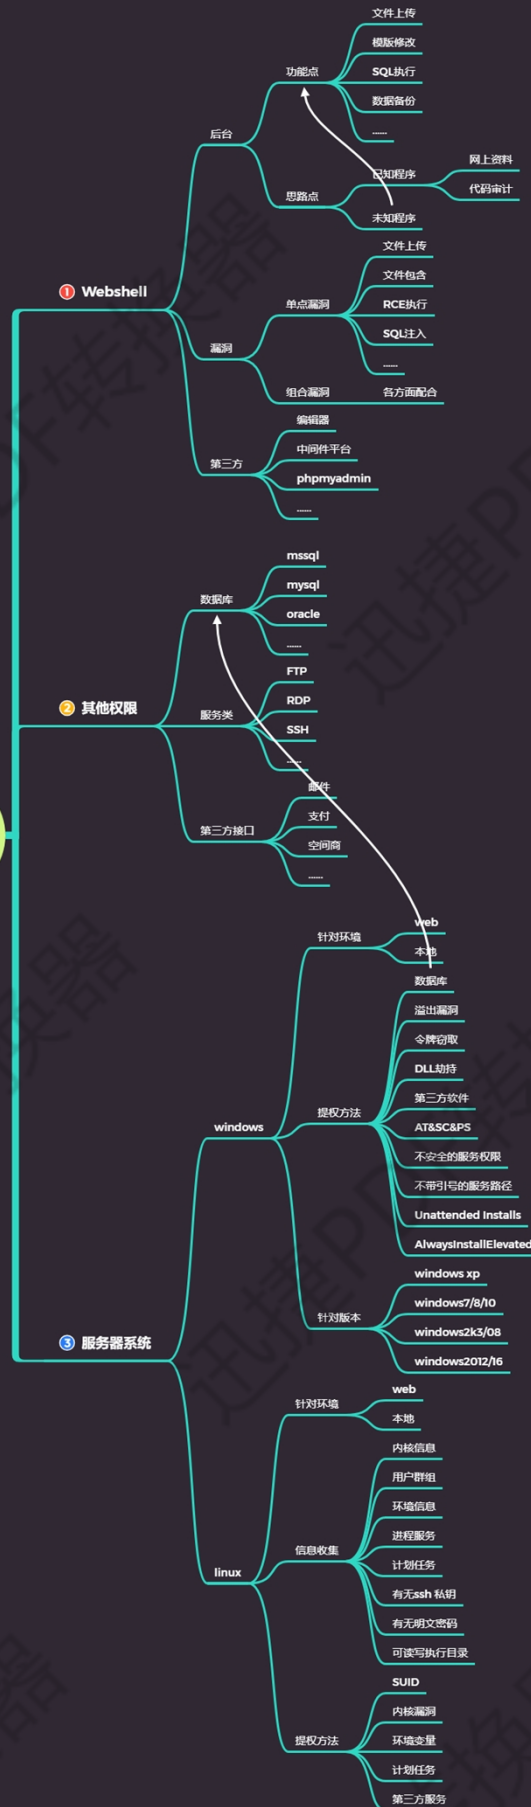 1 Webshell
后台
功能点
文件上传
模版修改
SQL执行
数据备份
......
思路点
已知程序
网上资料
代码审计
未知程序
漏洞
单点漏洞
文件上传
文件包含
RCE执行
SQL注入
......
组合漏洞
各方面配合
第三方
编辑器
中间件平台
phpmyadmin
......
2 其他权限
数据库
mssql
mysql
oracle
......
服务类
FTP
RDP
SSH
......
第三方接口
邮件
支付
空间商
......
3 服务器系统
windows
针对环境
web
本地
提权方法
数据库
溢出漏洞
令牌窃取
DLL劫持
第三方软件
AT&SC&PS
不安全的服务权限
不带引号的服务路径
Unattended Installs
AlwaysInstallElevated
针对版本
windows xp
windows7/8/10
windows2k3/08
windows2012/16
linux
针对环境
web
本地
信息收集
内核信息
用户群组
环境信息
进程服务
计划任务
有无ssh 私钥
有无明文密码
可读写执行目录
提权方法
SUID
内核漏洞
环境变量
计划任务
第三方服务
迅捷PDF转换器